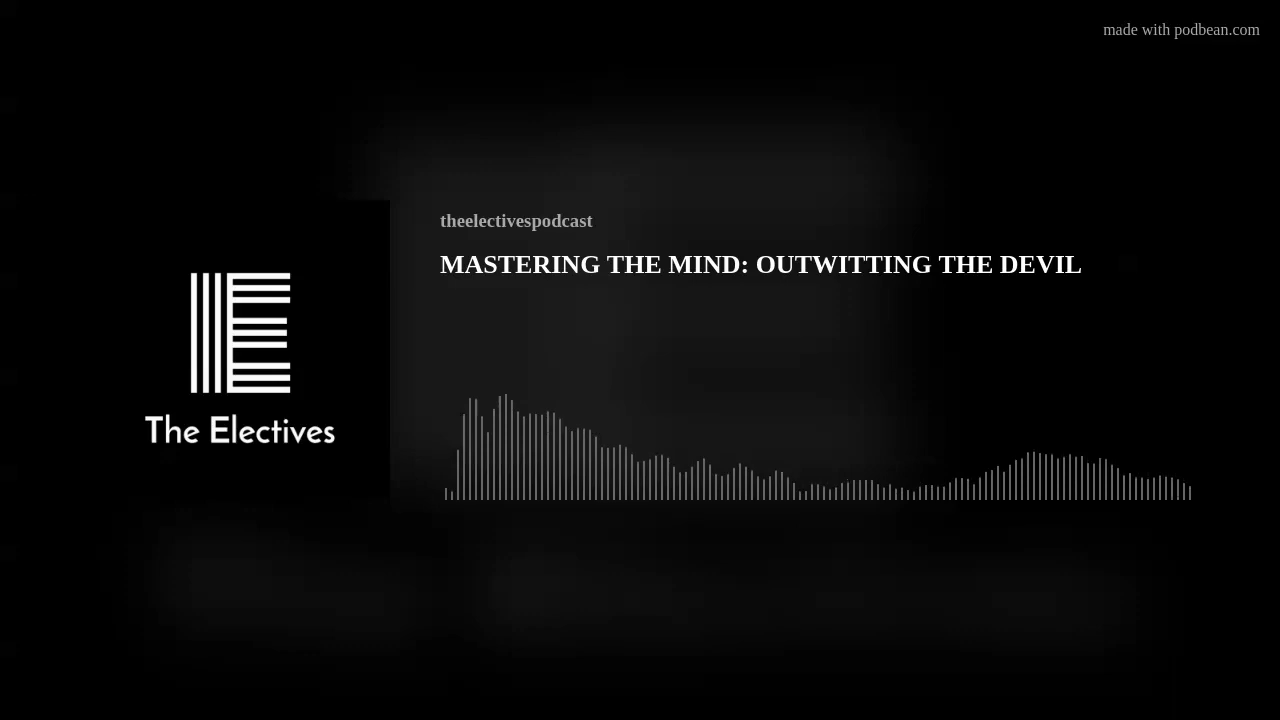 made with podbean.com
theelectivespodcast
MASTERING THE MIND: OUTWITTING THE DEVIL
The Electives